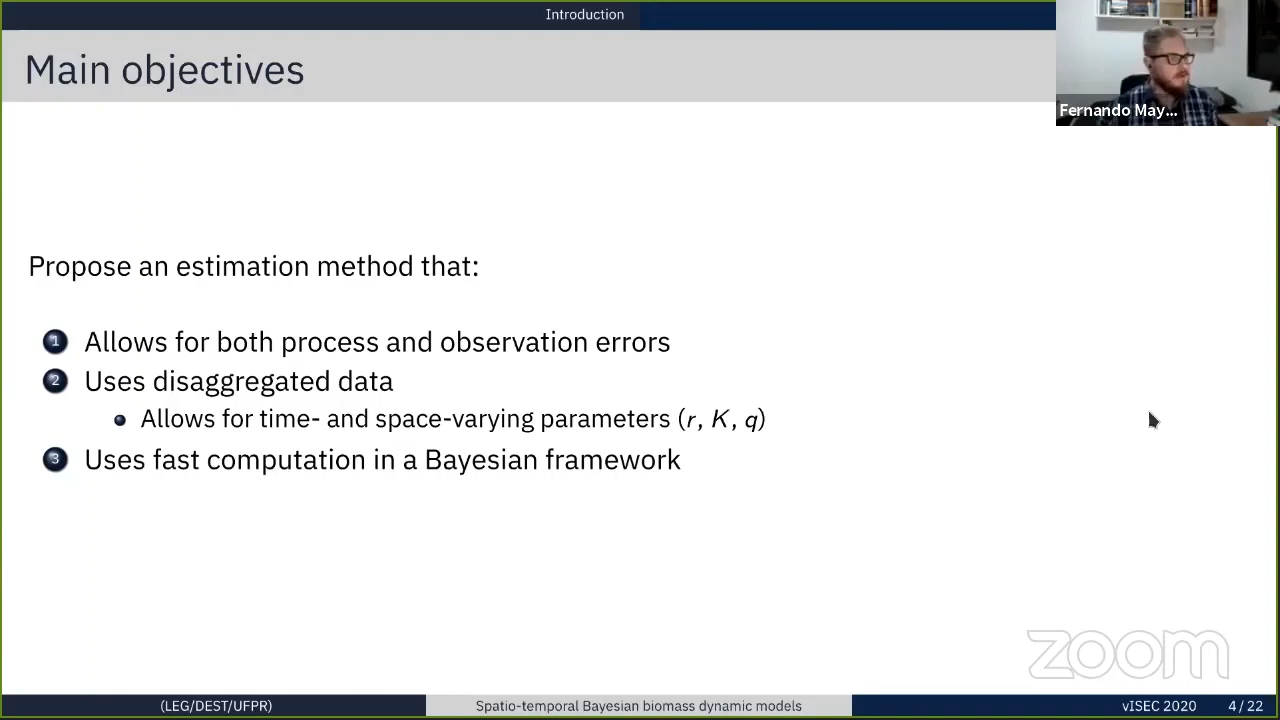 Introduction
Main objectives
Fernando May...
Propose an estimation method that:
1 Allows for both process and observation errors
2 Uses disaggregated data
Allows for time- and space-varying parameters (r, K, q)
3 Uses fast computation in a Bayesian framework
zoom
(LEG/DEST/UFPR) Spatio-temporal Bayesian biomass dynamic models vISEC 2020 4 / 22